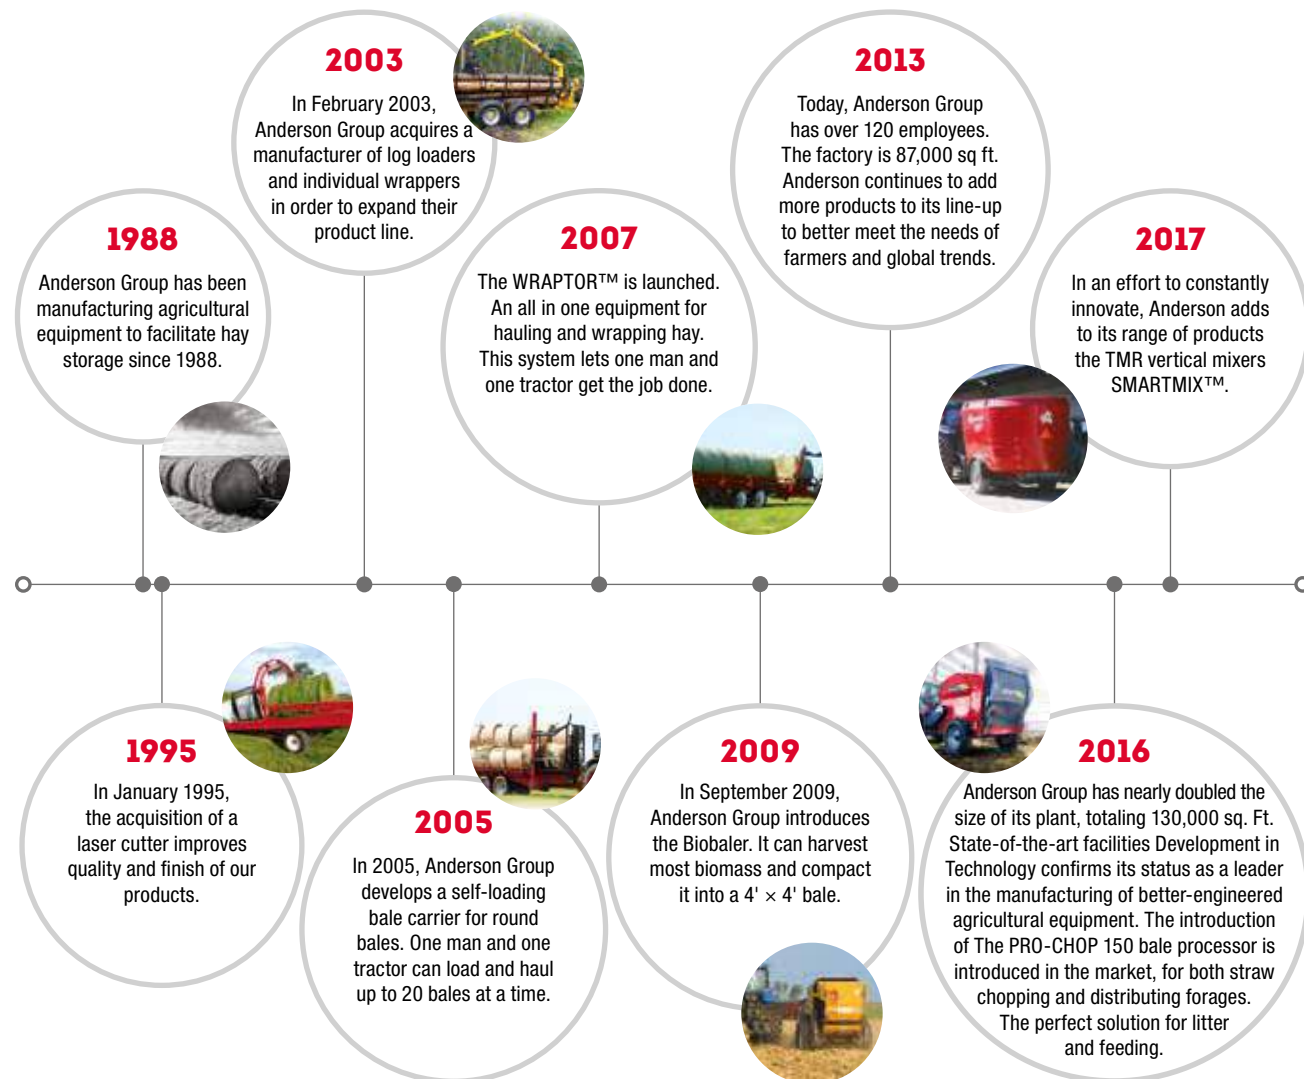 2003
In February 2003,
Anderson Group acquires a
manufacturer of log loaders
and individual wrappers
in order to expand their
product line.
2013
Today, Anderson Group
has over 120 employees.
The factory is 87,000 sq ft.
Anderson continues to add
more products to its line-up
to better meet the needs of
farmers and global trends.
1988
Anderson Group has been
manufacturing agricultural
equipment to facilitate hay
storage since 1988.
2007
The WRAPTOR™ is launched.
An all in one equipment for
hauling and wrapping hay.
This system lets one man and
one tractor get the job done.
2017
In an effort to constantly
innovate, Anderson adds
to its range of products
the TMR vertical mixers
SMARTMIX™.
1995
In January 1995,
the acquisition of a
laser cutter improves
quality and finish of our
products.
2005
In 2005, Anderson Group
develops a self-loading
bale carrier for round
bales. One man and one
tractor can load and haul
up to 20 bales at a time.
2009
In September 2009,
Anderson Group introduces
the Biobaler. It can harvest
most biomass and compact
it into a 4' × 4' bale.
2016
Anderson Group has nearly doubled the
size of its plant, totaling 130,000 sq. Ft.
State-of-the-art facilities Development in
Technology confirms its status as a leader
in the manufacturing of better-engineered
agricultural equipment. The introduction
of The PRO-CHOP 150 bale processor is
introduced in the market, for both straw
chopping and distributing forages.
The perfect solution for litter
and feeding.